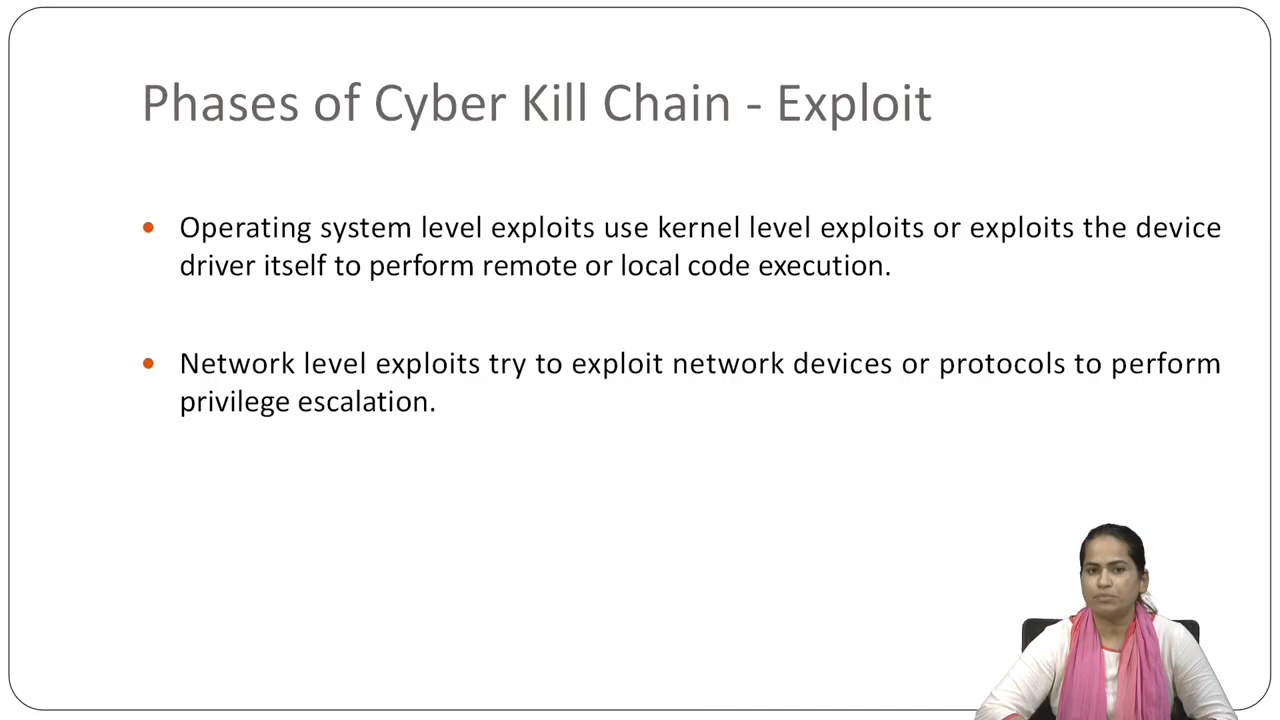 Phases of Cyber Kill Chain - Exploit
Operating system level exploits use kernel level exploits or exploits the device
driver itself to perform remote or local code execution.
Network level exploits try to exploit network devices or protocols to perform
privilege escalation.